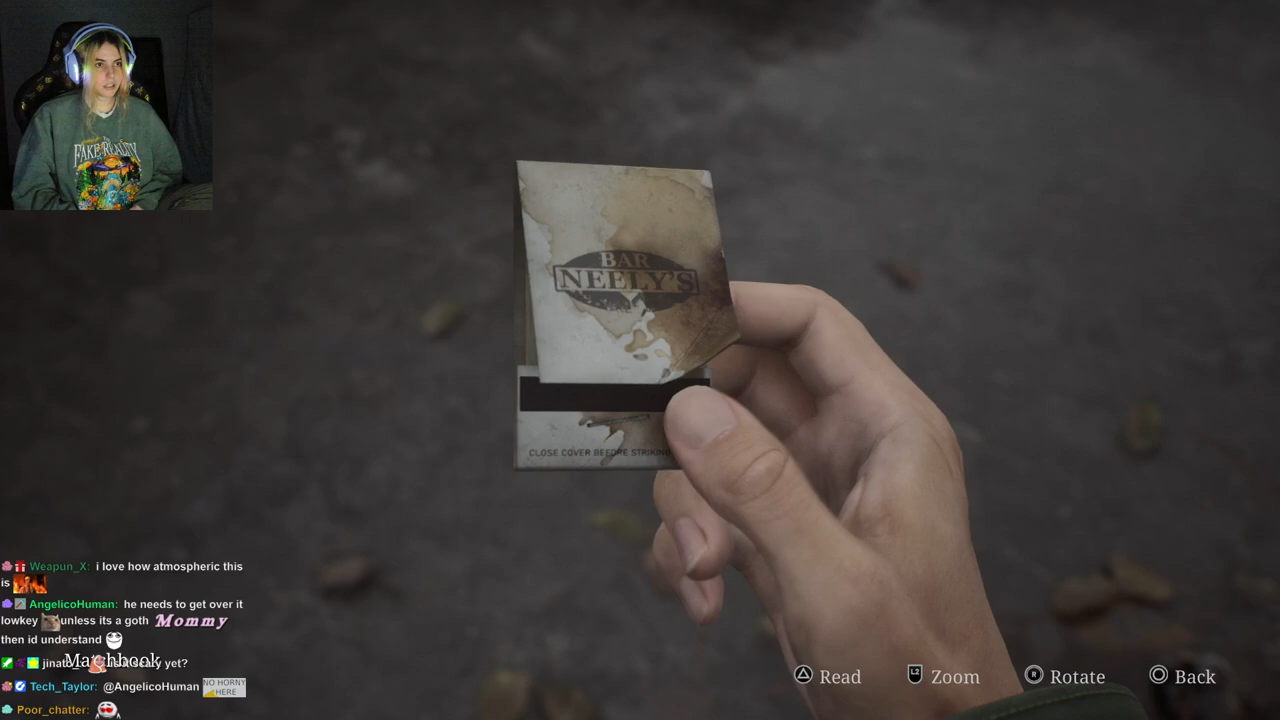 FAKE REALITY
BAR
NEELY'S
CLOSE COVER BEFORE STRIKING
Weapun_X: i love how atmospheric this
is
AngelicoHuman: he needs to get over it
lowkey unless its a goth Mommy
then id understand
Matchbook
yet?
Tech_Taylor: @AngelicoHuman NO HORNY
HERE
Poor_chatter:
Read
L2 Zoom
R Rotate
Back